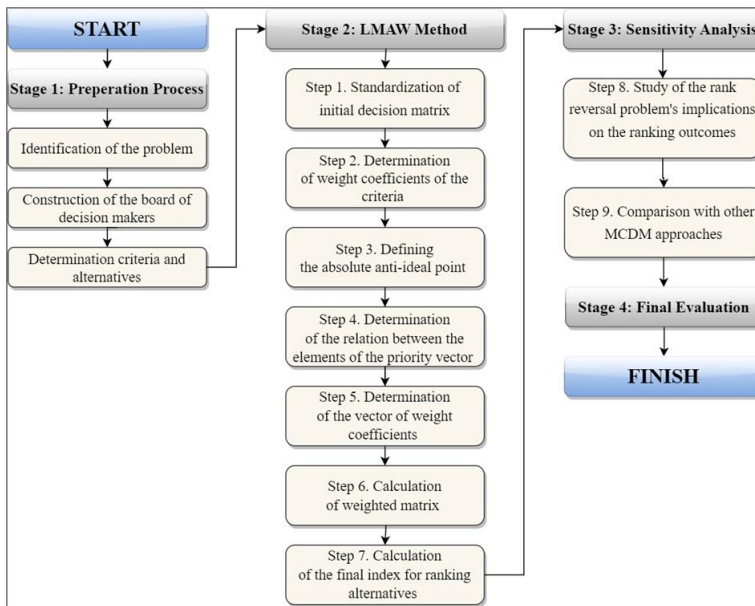 START
Stage 1: Preperation Process
Identification of the problem
Construction of the board of
decision makers
Determination criteria and
alternatives
Stage 2: LMAW Method
Step 1. Standardization of
initial decision matrix
Step 2. Determination
of weight coefficients of the
criteria
Step 3. Defining
the absolute anti-ideal point
Step 4. Determination
of the relation between the
elements of the priority vector
Step 5. Determination
of the vector of weight
coefficients
Step 6. Calculation
of weighted matrix
Step 7. Calculation
of the final index for ranking
alternatives
Stage 3: Sensitivity Analysis
Step 8. Study of the rank
reversal problem's implications
on the ranking outcomes
Step 9. Comparison with other
MCDM approaches
Stage 4: Final Evaluation
FINISH